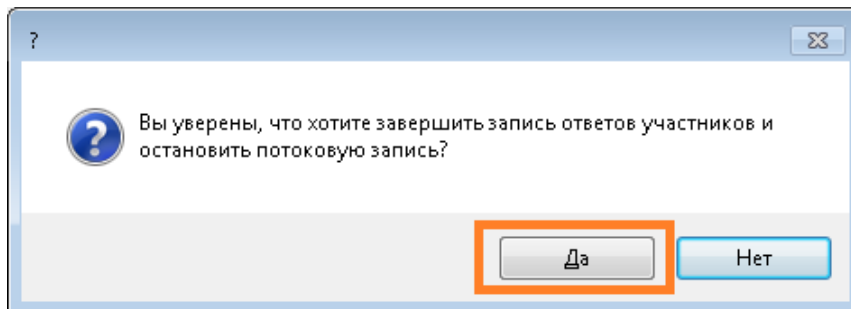 ?
Вы уверены, что хотите завершить запись ответов участников и
остановить потоковую запись?
Да
Нет